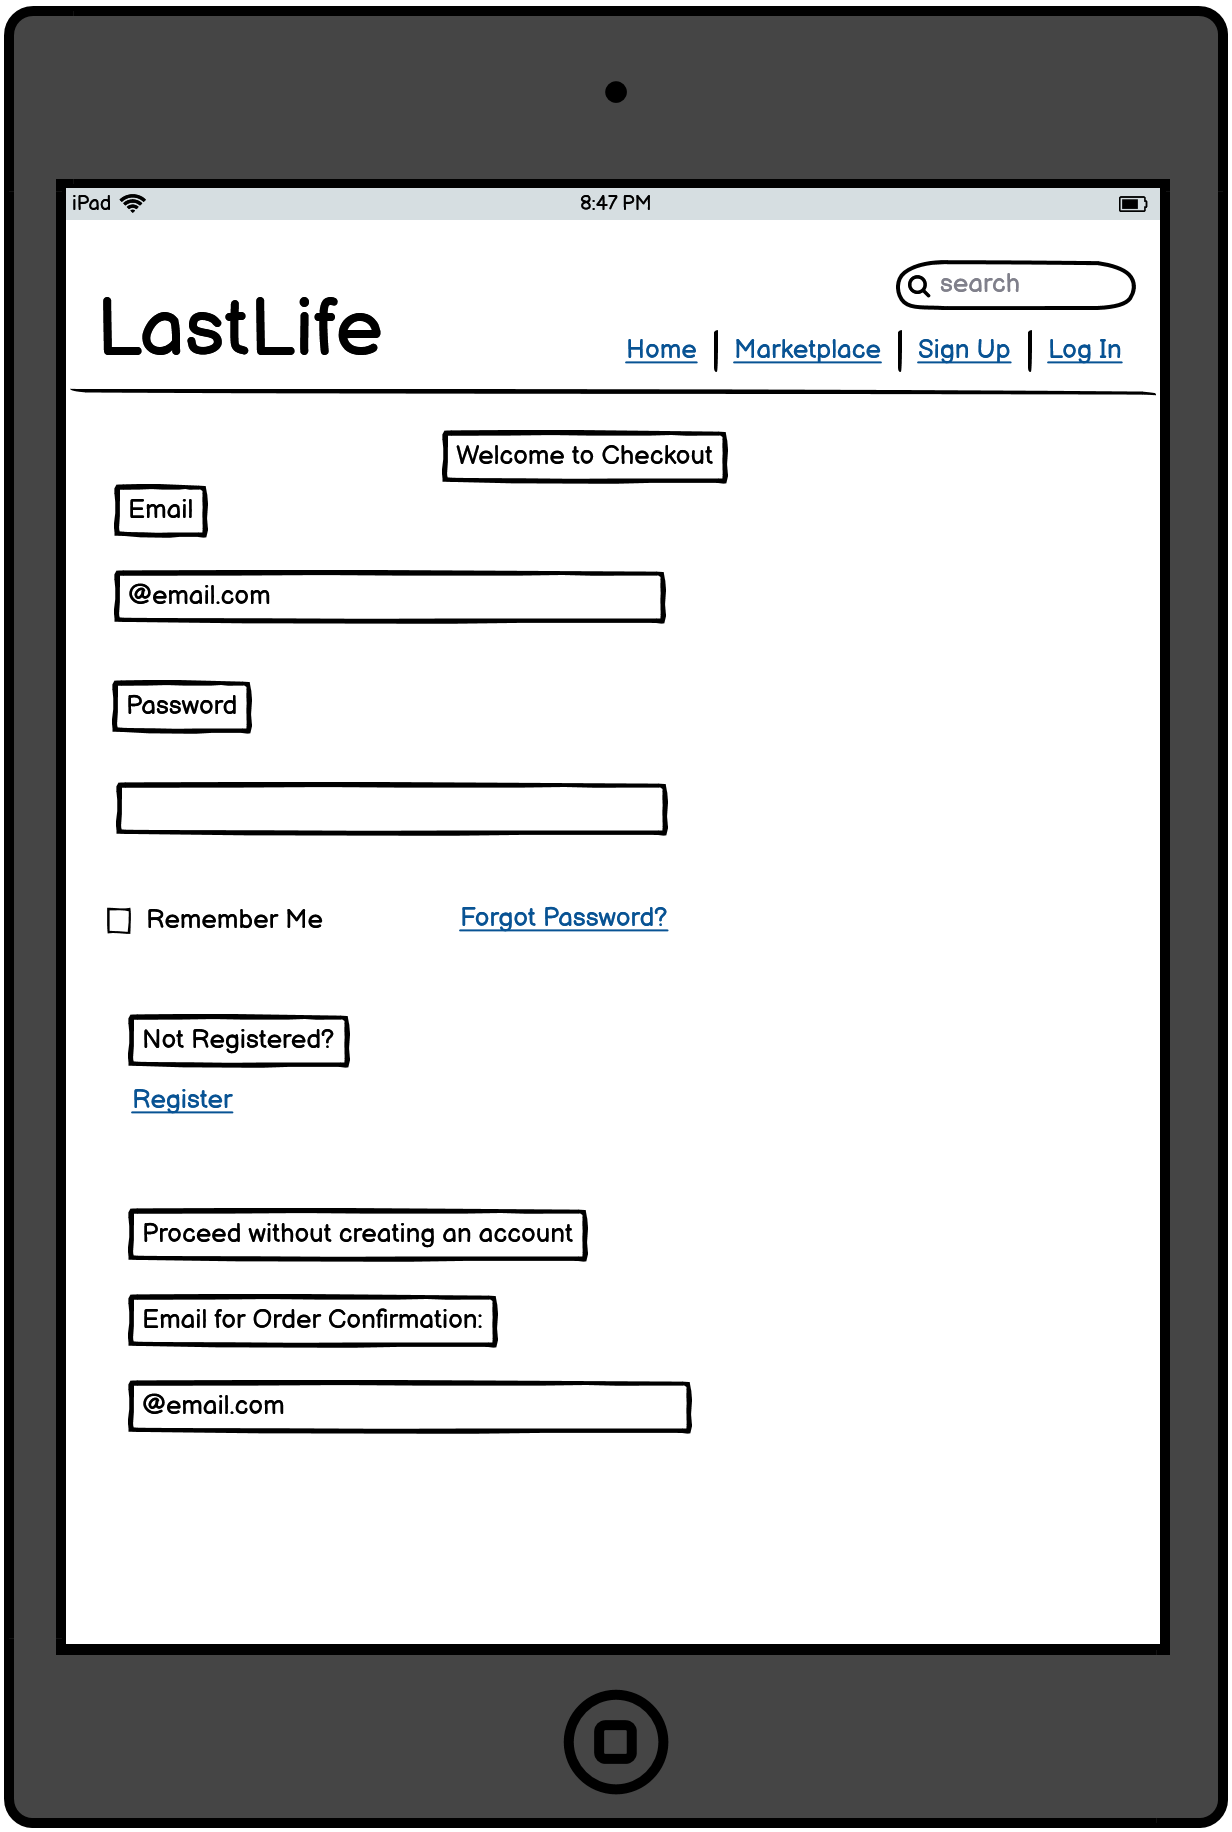 iPad 8:47 PM
search
LastLife
Home Marketplace Sign Up Log In
Welcome to Checkout
Email
@email.com
Password
Remember Me Forgot Password?
Not Registered?
Register
Proceed without creating an account
Email for Order Confirmation:
@email.com